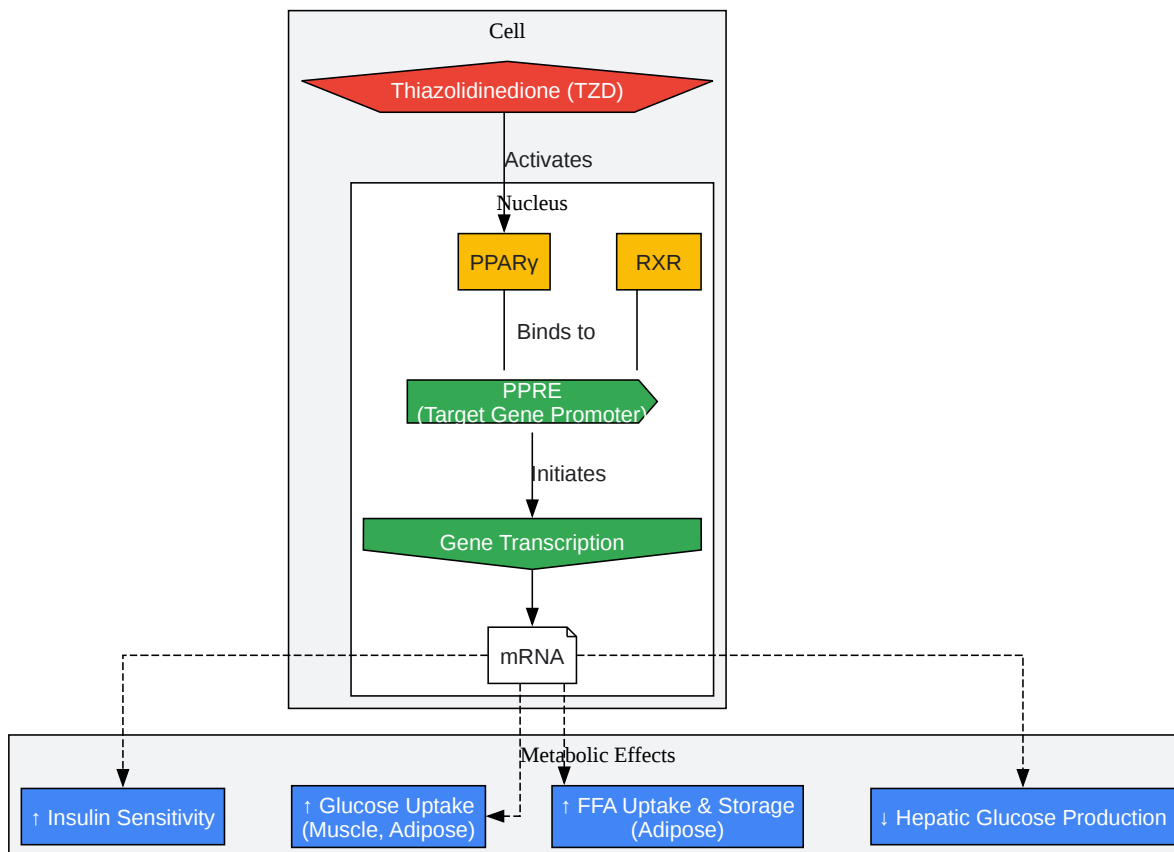 Cell
Thiazolidinedione (TZD)
Activates
Nucleus
PPARγ
RXR
Binds to
PPRE
(Target Gene Promoter)
Initiates
Gene Transcription
mRNA
Metabolic Effects
↑ Insulin Sensitivity
↑ Glucose Uptake
(Muscle, Adipose)
↑ FFA Uptake & Storage
(Adipose)
↓ Hepatic Glucose Production